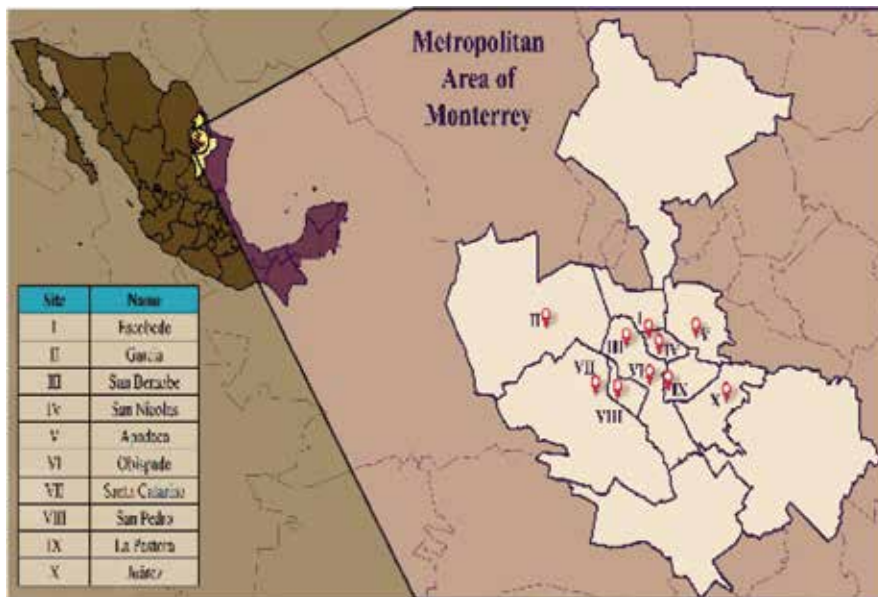 Metropolitan
Area of
Monterrey
Site Name
I Escobedo
II García
III San Bernabe
IV San Nicolas
V Apodaca
VI Obispado
VII Santa Catarina
VIII San Pedro
IX La Pastora
X Juárez
I
II
V
III
IV
VII
VI
IX
X
VIII